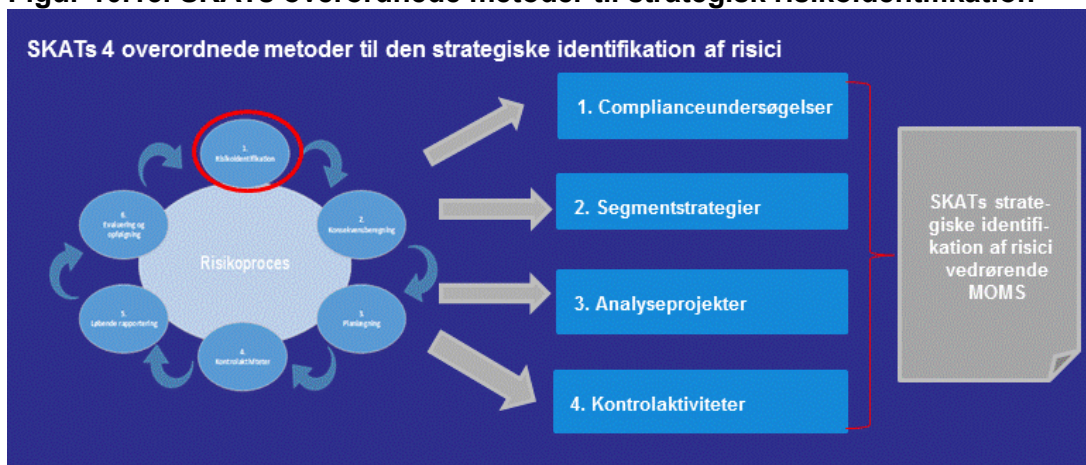 SKATs 4 overordnede metoder til den strategiske identifikation af risici
1.
Risikoidentifikation
2.
Konsekvensberegning
3.
Planlægning
4.
Kontrolaktiviteter
5.
Løbende rapportering
6.
Evaluering og
opfølgning
Risikoproces
1. Complianceundersøgelser
2. Segmentstrategier
3. Analyseprojekter
4. Kontrolaktiviteter
SKATs strate-
giske identifi-
kation af risici
vedrørende
MOMS